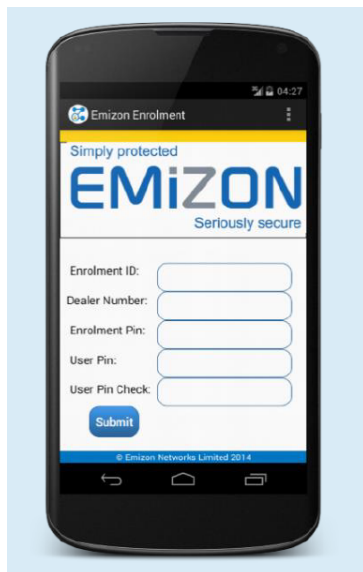 04:27
Emizon Enrolment
Simply protected
EMiZON
Seriously secure
Enrolment ID:
Dealer Number:
Enrolment Pin:
User Pin:
User Pin Check:
Submit
© Emizon Networks Limited 2014